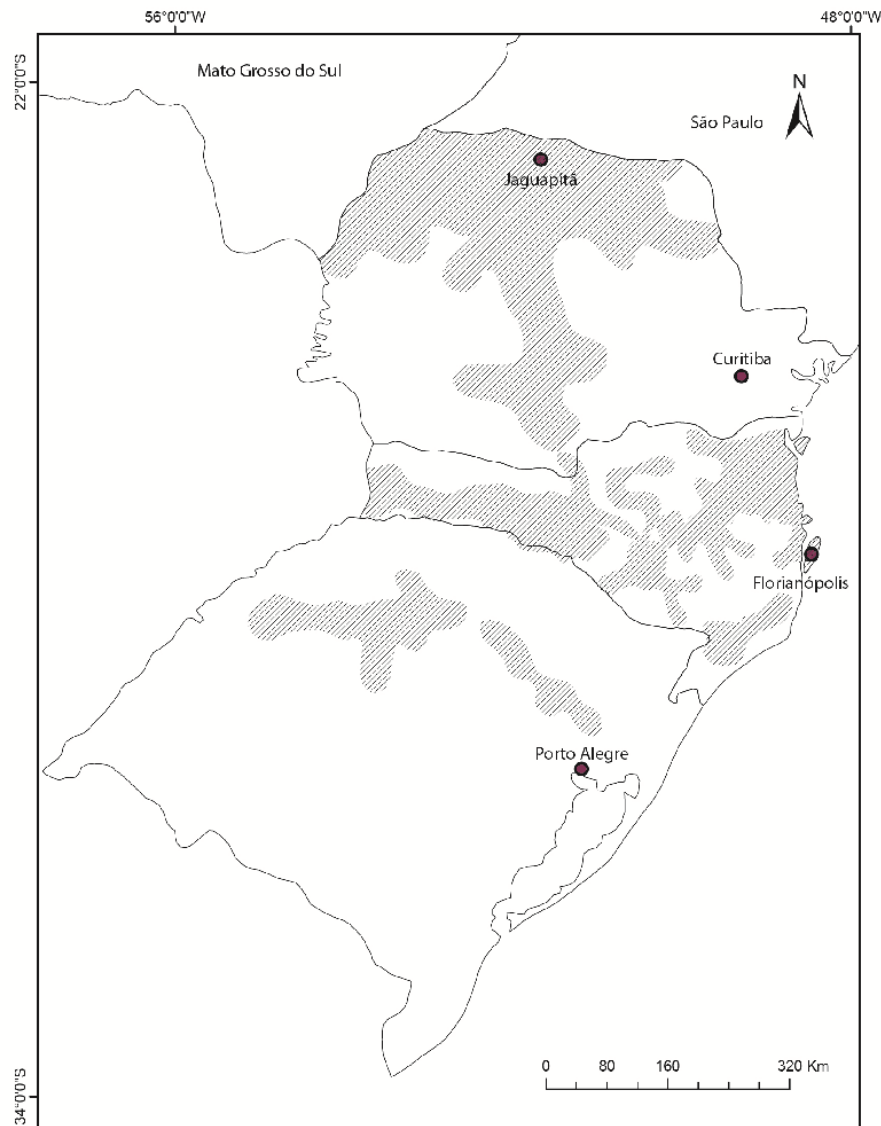 56°0'0"W
48°0'0"W
22°0'0"S
Mato Grosso do Sul
N
São Paulo
Jaguapitã
Curitiba
Florianópolis
Porto Alegre
0 80 160 320 Km
34°0'0"S